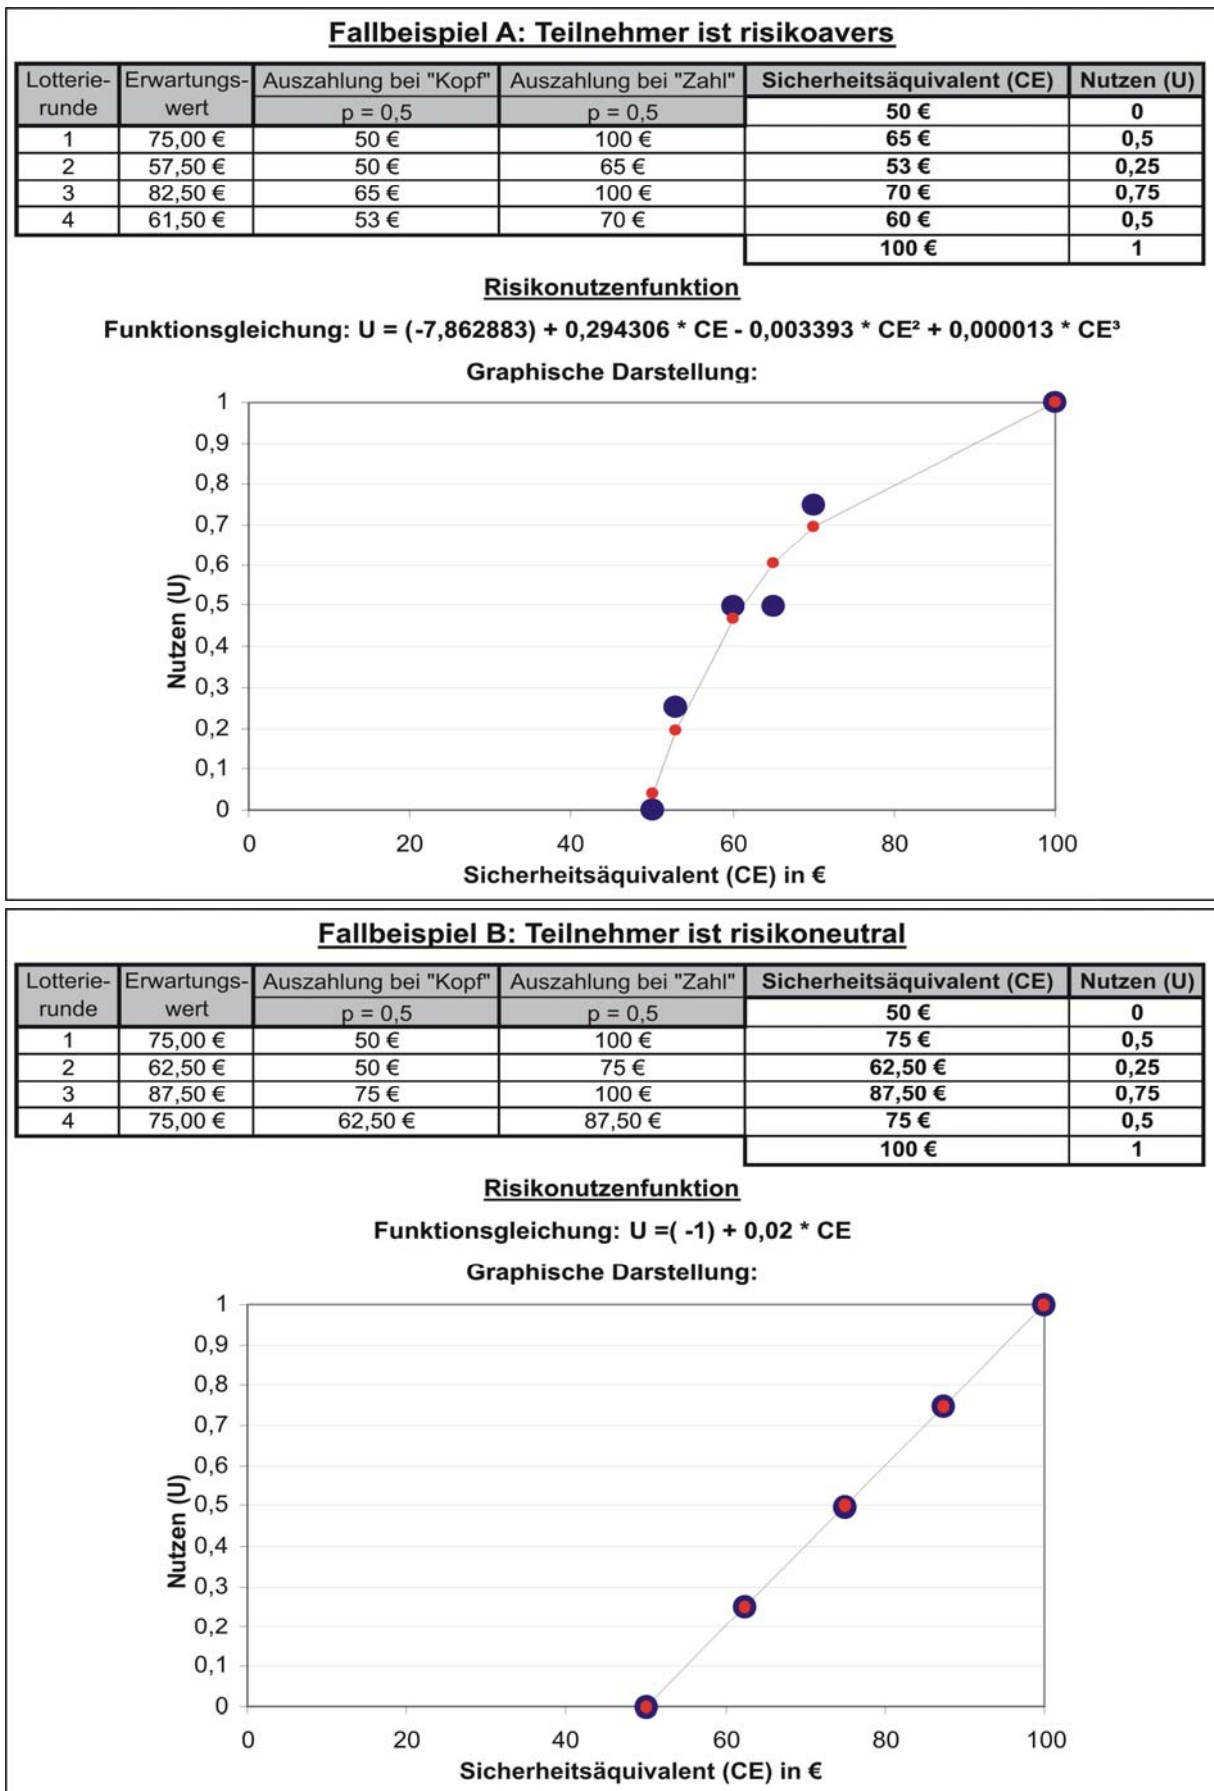 Fallbeispiel A: Teilnehmer ist risikoavers
Lotterie-runde Erwartungs-wert Auszahlung bei "Kopf" Auszahlung bei "Zahl" Sicherheitsäquivalent (CE) Nutzen (U)
p = 0,5 p = 0,5 50 € 0
1 75,00 € 50 € 100 € 65 € 0,5
2 57,50 € 50 € 65 € 53 € 0,25
3 82,50 € 65 € 100 € 70 € 0,75
4 61,50 € 53 € 70 € 60 € 0,5
100 € 1
Risikonutzenfunktion
Funktionsgleichung: U = (-7,862883) + 0,294306 * CE - 0,003393 * CE² + 0,000013 * CE³
Graphische Darstellung:
1
0,9
0,8
0,7
0,6
0,5
0,4
0,3
0,2
0,1
0
Nutzen (U)
0 20 40 60 80 100
Sicherheitsäquivalent (CE) in €
Fallbeispiel B: Teilnehmer ist risikoneutral
Lotterie-runde Erwartungs-wert Auszahlung bei "Kopf" Auszahlung bei "Zahl" Sicherheitsäquivalent (CE) Nutzen (U)
p = 0,5 p = 0,5 50 € 0
1 75,00 € 50 € 100 € 75 € 0,5
2 62,50 € 50 € 75 € 62,50 € 0,25
3 87,50 € 75 € 100 € 87,50 € 0,75
4 75,00 € 62,50 € 87,50 € 75 € 0,5
100 € 1
Risikonutzenfunktion
Funktionsgleichung: U =( -1) + 0,02 * CE
Graphische Darstellung:
1
0,9
0,8
0,7
0,6
0,5
0,4
0,3
0,2
0,1
0
Nutzen (U)
0 20 40 60 80 100
Sicherheitsäquivalent (CE) in €